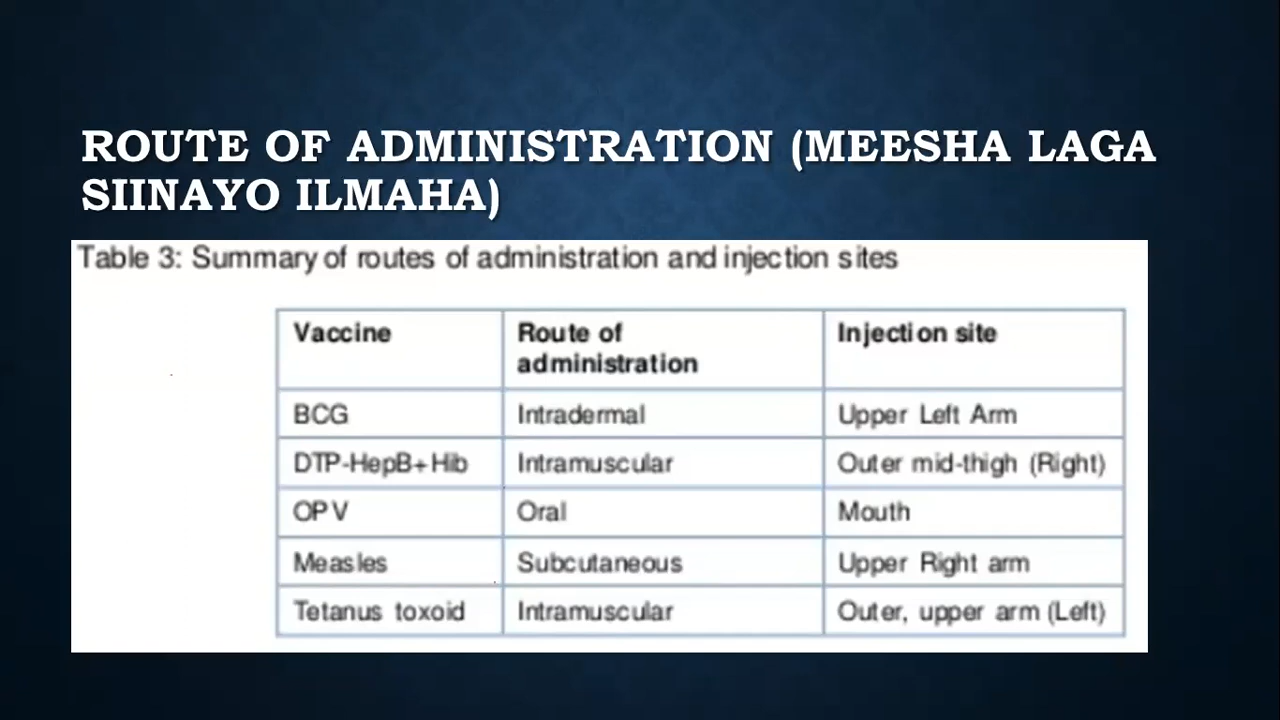 ROUTE OF ADMINISTRATION (MEESHA LAGA
SIINAYO ILMAHA)
Table 3: Summary of routes of administration and injection sites
Vaccine Route of administration Injection site
BCG Intradermal Upper Left Arm
DTP-HepB+Hib Intramuscular Outer mid-thigh (Right)
OPV Oral Mouth
Measles Subcutaneous Upper Right arm
Tetanus toxoid Intramuscular Outer, upper arm (Left)